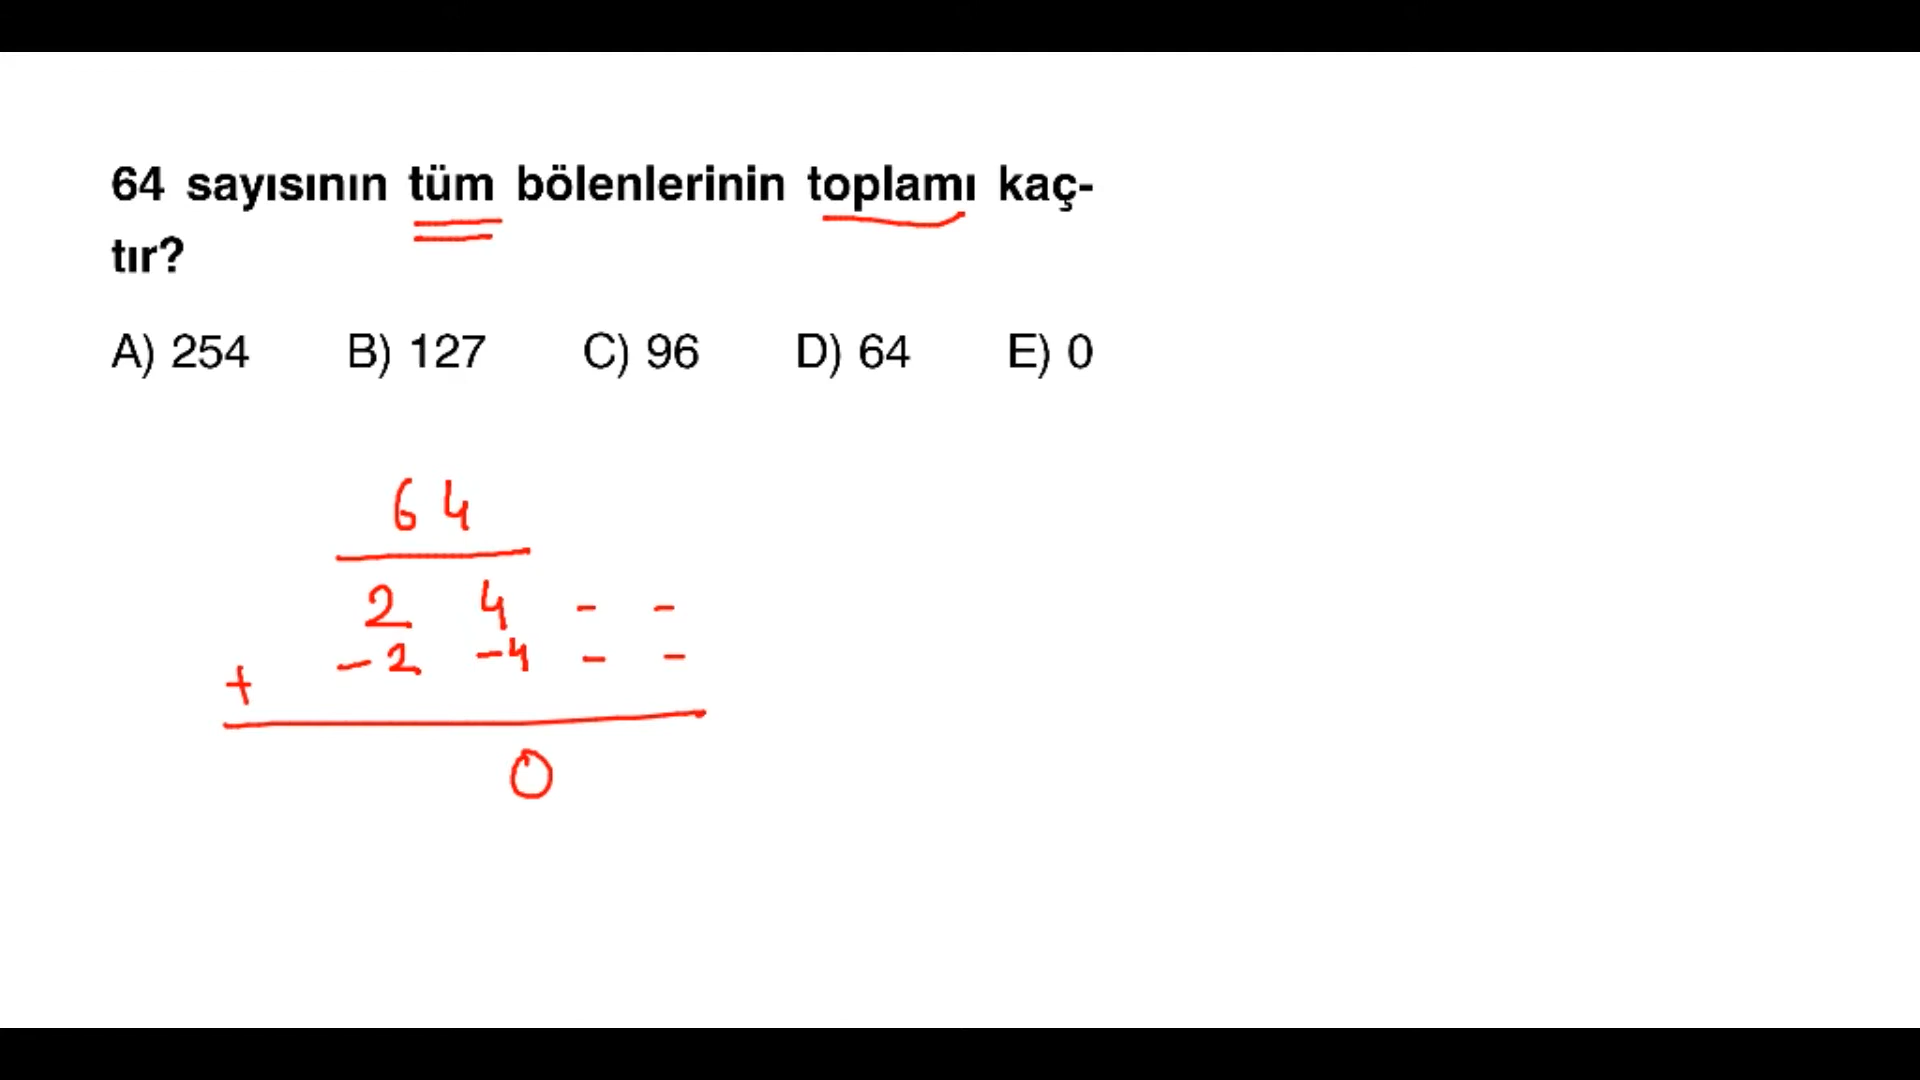 64 sayısının tüm bölenlerinin toplamı kaç-
tır?
A) 254 B) 127 C) 96 D) 64 E) 0
64
2 4 - -
-2 -4 - -
+
0